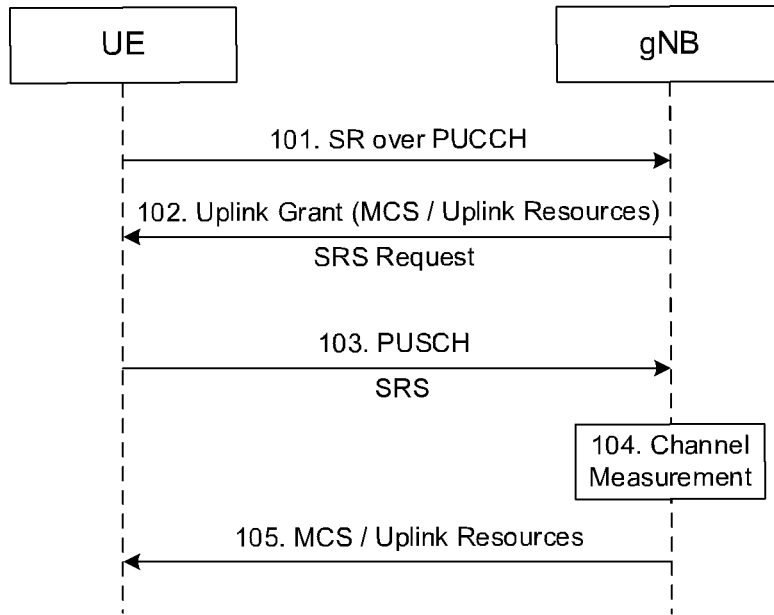 UE
gNB
101. SR over PUCCH
102. Uplink Grant (MCS / Uplink Resources)
SRS Request
103. PUSCH
SRS
104. Channel
Measurement
105. MCS / Uplink Resources